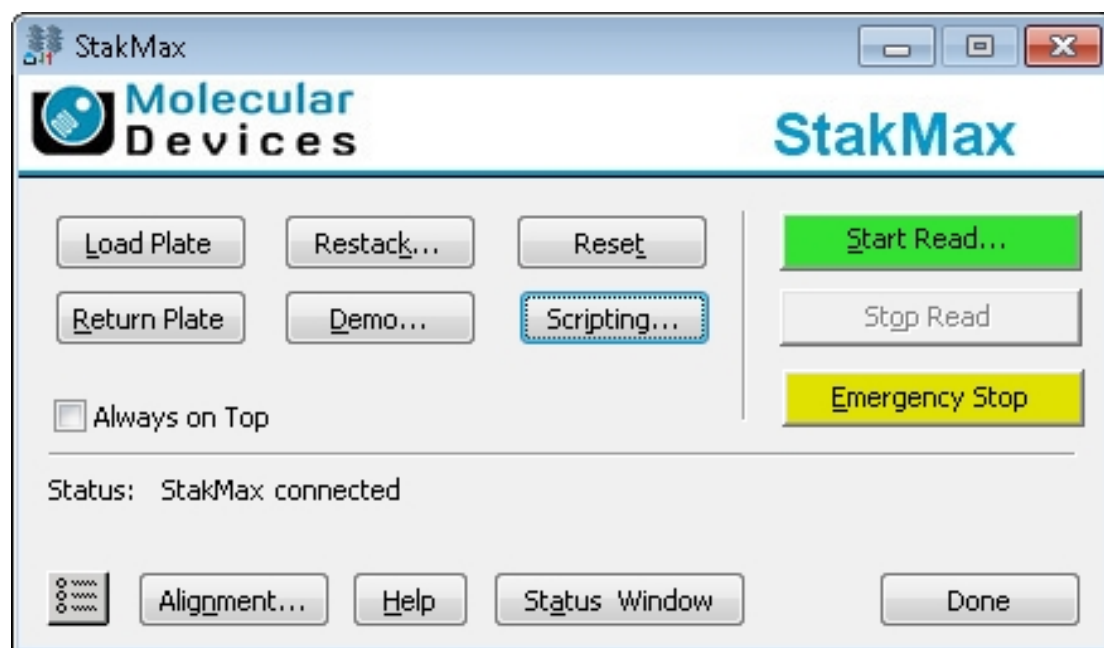 StakMax
Molecular
Devices
StakMax
Load Plate Restack... Reset Start Read...
Return Plate Demo... Scripting... Stop Read
Always on Top Emergency Stop
Status: StakMax connected
Alignment... Help Status Window Done